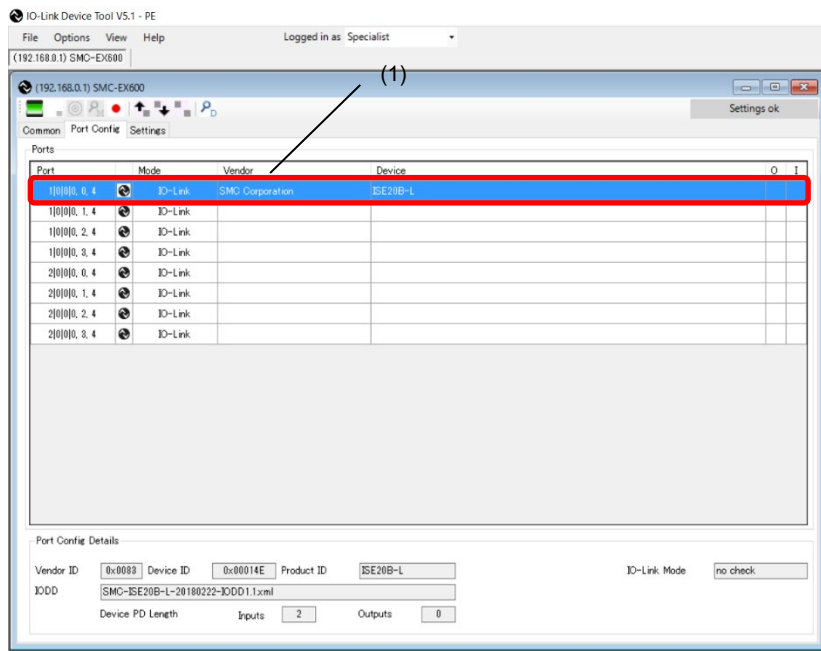 IO-Link Device Tool V5.1 - PE
File Options View Help Logged in as Specialist
(192.168.0.1) SMC-EX600
(1)
(192.168.0.1) SMC-EX600
Settings ok
Common Port Config Settings
Ports
Port Mode Vendor Device O I
1|0|0|0, 0, 4 IO-Link SMC Corporation ISE20B-L
1|0|0|0, 1, 4 IO-Link
1|0|0|0, 2, 4 IO-Link
1|0|0|0, 3, 4 IO-Link
2|0|0|0, 0, 4 IO-Link
2|0|0|0, 1, 4 IO-Link
2|0|0|0, 2, 4 IO-Link
2|0|0|0, 3, 4 IO-Link
Port Config Details
Vendor ID 0x0083 Device ID 0x00014E Product ID ISE20B-L IO-Link Mode no check
IODD SMC-ISE20B-L-20180222-IODD1.1.xml
Device PD Length Inputs 2 Outputs 0